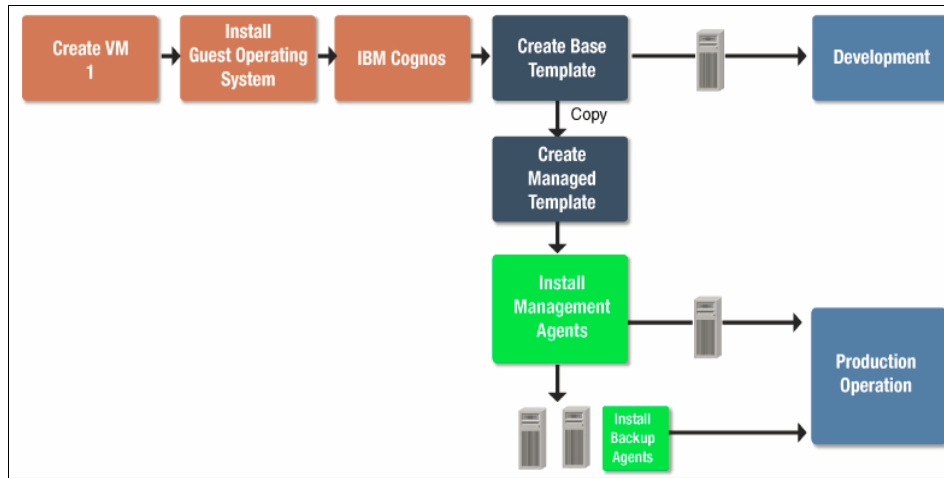 Create VM
1
Install
Guest Operating
System
IBM Cognos
Create Base
Template
Development
Copy
Create
Managed
Template
Install
Management
Agents
Production
Operation
Install
Backup
Agents